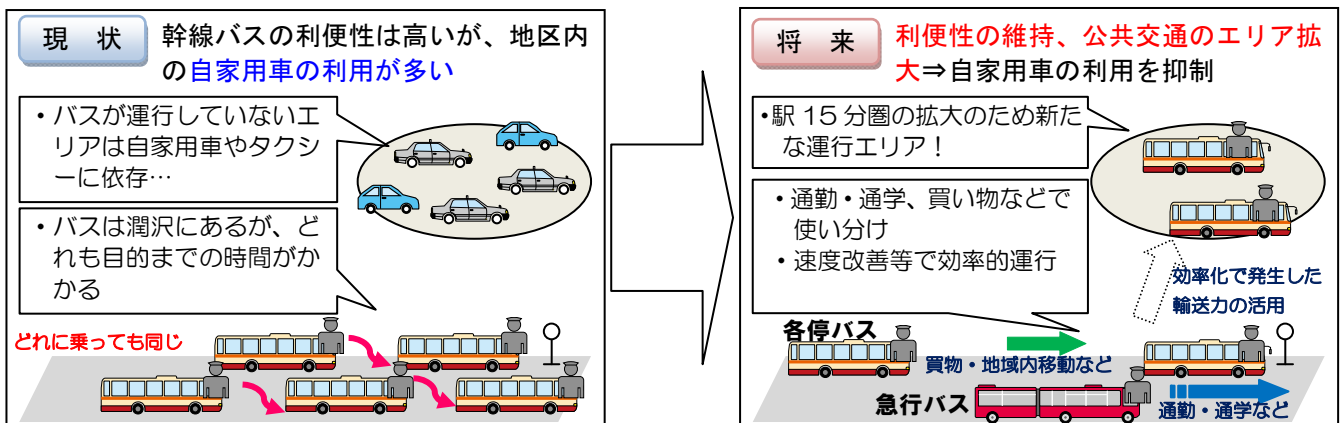 現　状
幹線バスの利便性は高いが、地区内
の自家用車の利用が多い
・バスが運行していないエ
リアは自家用車やタクシ
ーに依存…
・バスは潤沢にあるが、ど
れも目的までの時間がか
かる
どれに乗っても同じ
将　来
利便性の維持、公共交通のエリア拡
大⇒自家用車の利用を抑制
・駅 15 分圏の拡大のため新た
な運行エリア！
・通勤・通学、買い物などで
使い分け
・速度改善等で効率的運行
効率化で発生した
輸送力の活用
各停バス
買物・地域内移動など
急行バス
通勤・通学など